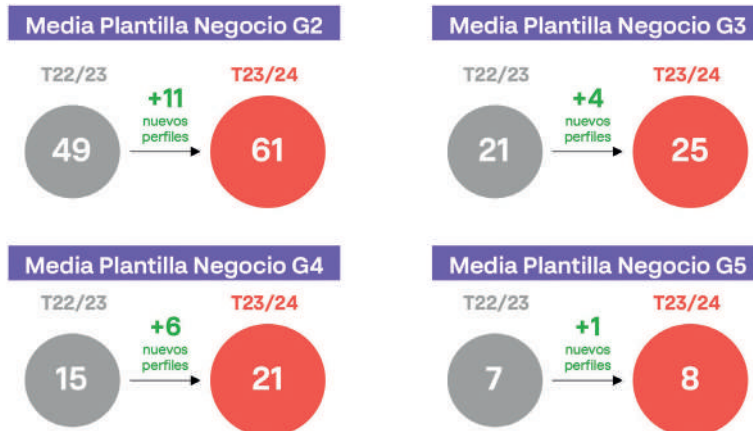 Media Plantilla Negocio G2
T22/23
T23/24
+11
nuevos
perfiles
49
61
Media Plantilla Negocio G3
T22/23
T23/24
+4
nuevos
perfiles
21
25
Media Plantilla Negocio G4
T22/23
T23/24
+6
nuevos
perfiles
15
21
Media Plantilla Negocio G5
T22/23
T23/24
+1
nuevos
perfiles
7
8